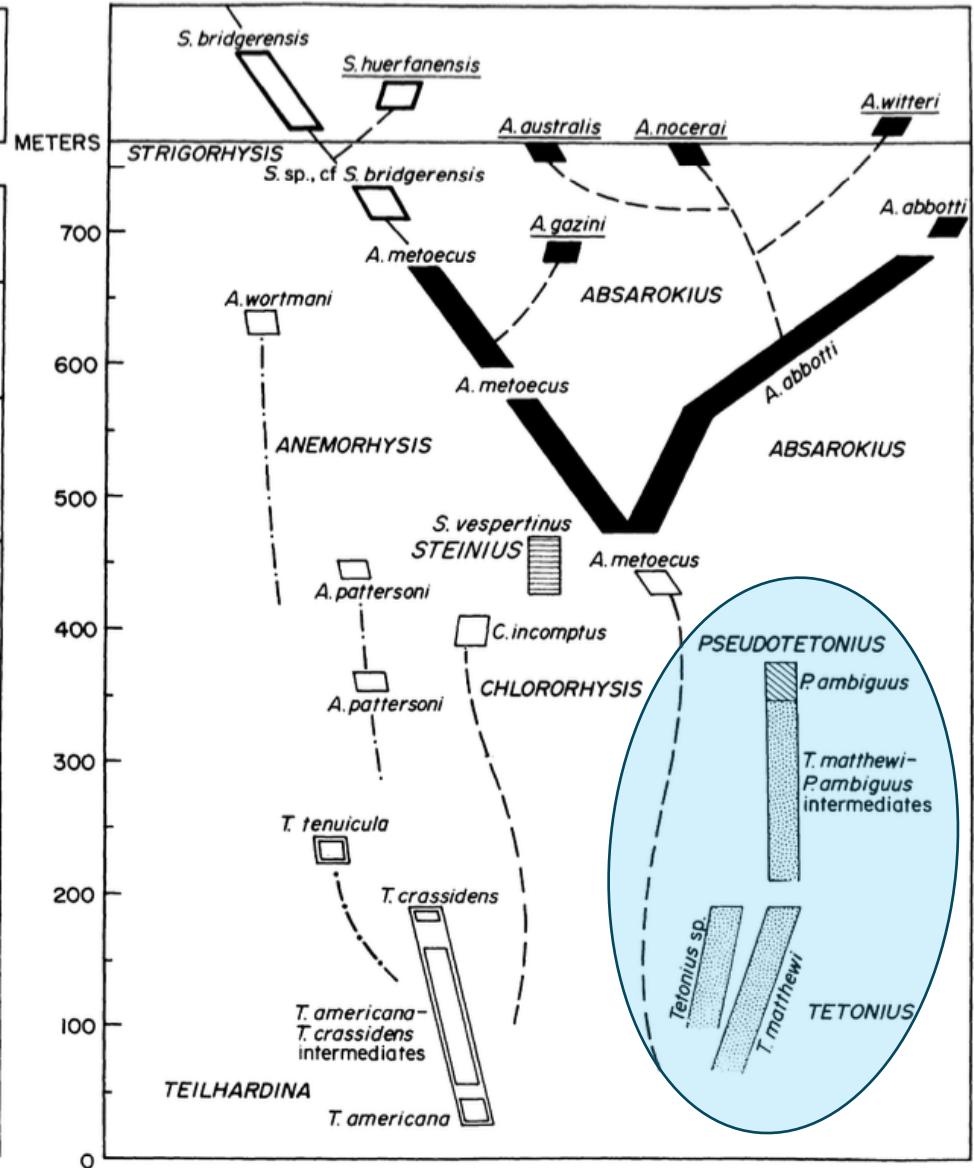 S. bridgerensis
S. huerfanensis
A. witteri
A. australis
A. nocerai
METERS
STRIGORHYSIS
S. sp., cf S. bridgerensis
A. abbotti
700
A. gazini
A. metoecus
ABSAROKIUS
A. wortmani
600
A. metoecus
A. abbotti
ANEMORHYSIS
ABSAROKIUS
500
S. vespertinus
STEINIUS
A. metoecus
A. pattersoni
400
C. incomptus
PSEUDOTETONIUS
P. ambiguus
CHLORORHYSIS
A. pattersoni
300
T. matthewi-
P. ambiguus
intermediates
T. tenuicula
200
T. crassidens
Tetonius sp.
T. matthewi
TETONIUS
100
T. americana-
T. crassidens
intermediates
TEILHARDINA
T. americana
0